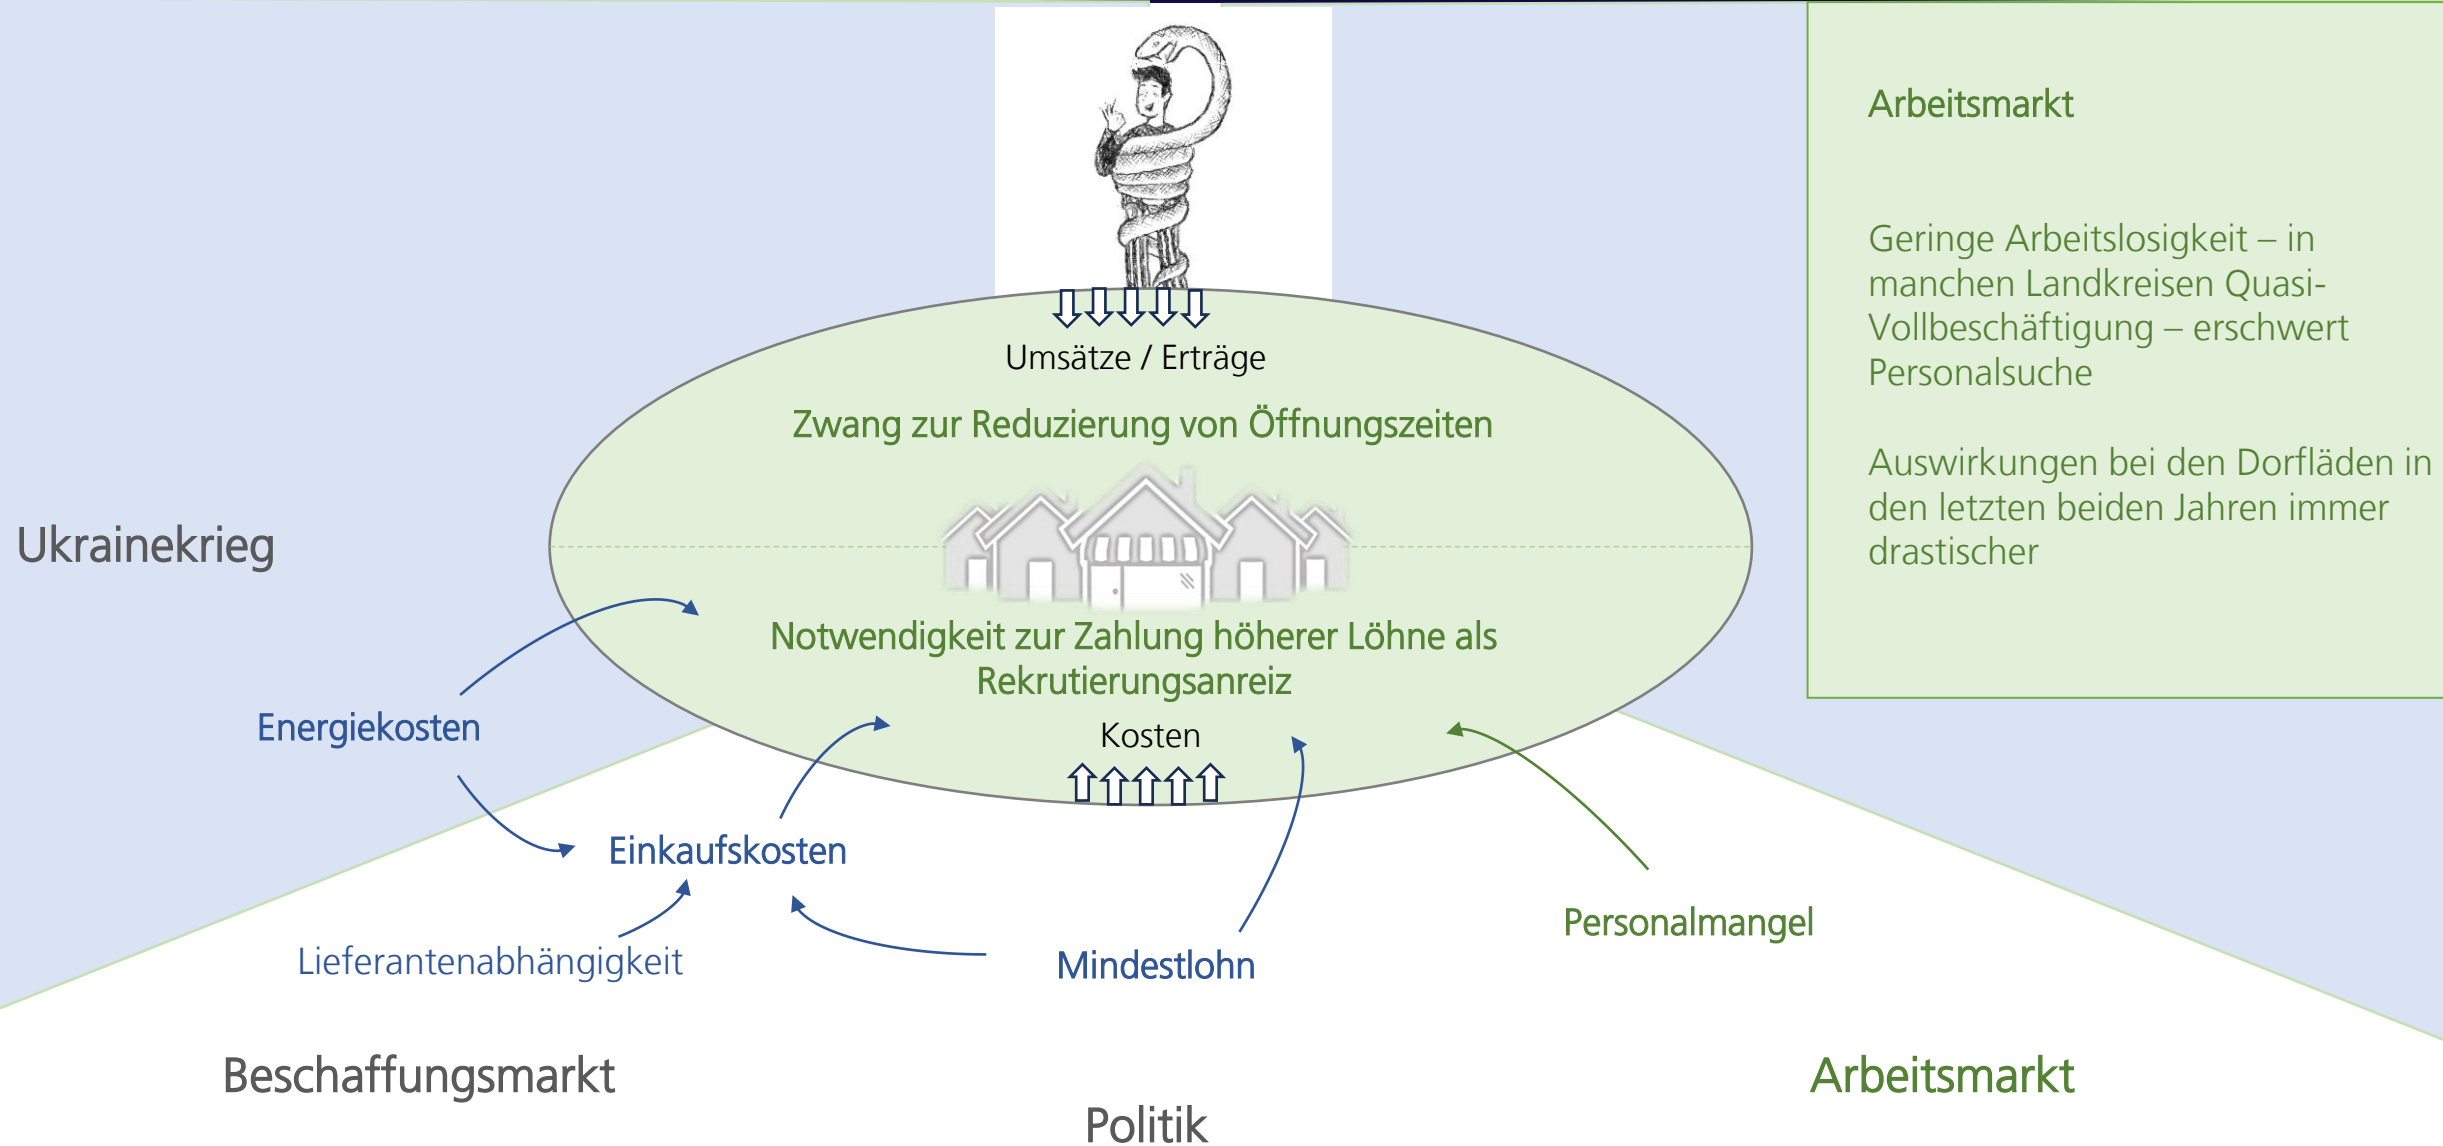 Umsätze / Erträge
Zwang zur Reduzierung von Öffnungszeiten
Notwendigkeit zur Zahlung höherer Löhne als
Rekrutierungsanreiz
Kosten
Ukrainekrieg
Energiekosten
Einkaufskosten
Lieferantenabhängigkeit
Mindestlohn
Personalmangel
Beschaffungsmarkt
Politik
Arbeitsmarkt
Arbeitsmarkt
Geringe Arbeitslosigkeit – in
manchen Landkreisen Quasi-
Vollbeschäftigung – erschwert
Personalsuche
Auswirkungen bei den Dorfläden in
den letzten beiden Jahren immer
drastischer